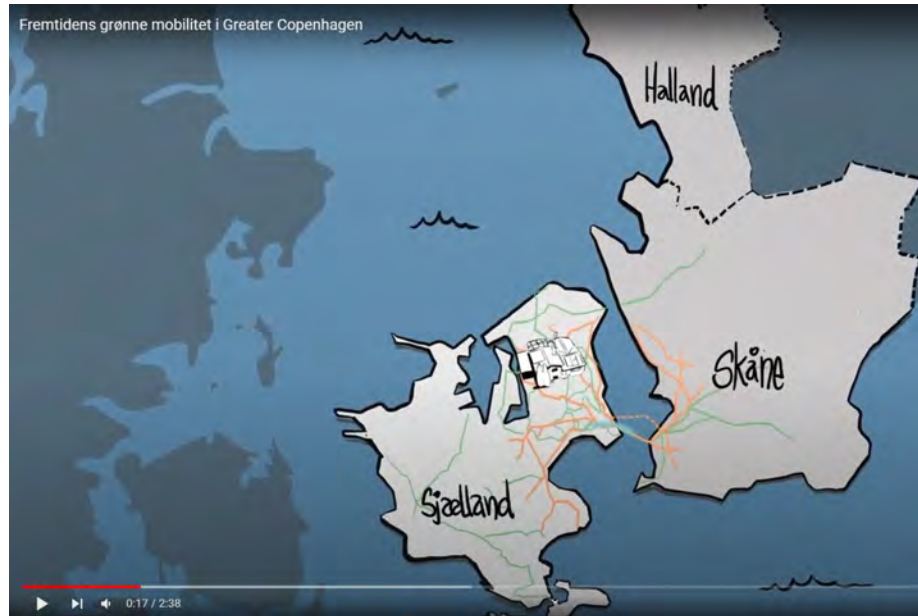 Fremtidens grønne mobilitet i Greater Copenhagen
Halland
Skåne
Sjælland
0:17 / 2:38